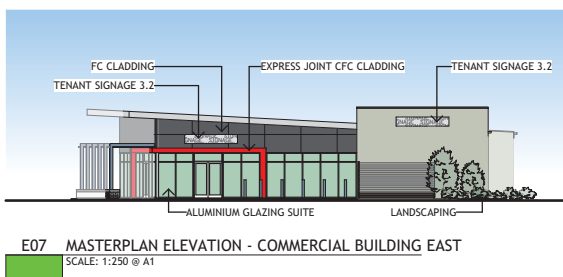 FC CLADDING
EXPRESS JOINT CFC CLADDING
TENANT SIGNAGE 3.2
TENANT SIGNAGE 3.2
SIGNAGE
ALUMINIUM GLAZING SUITE
LANDSCAPING
E07 MASTERPLAN ELEVATION - COMMERCIAL BUILDING EAST
SCALE: 1:250 @ A1